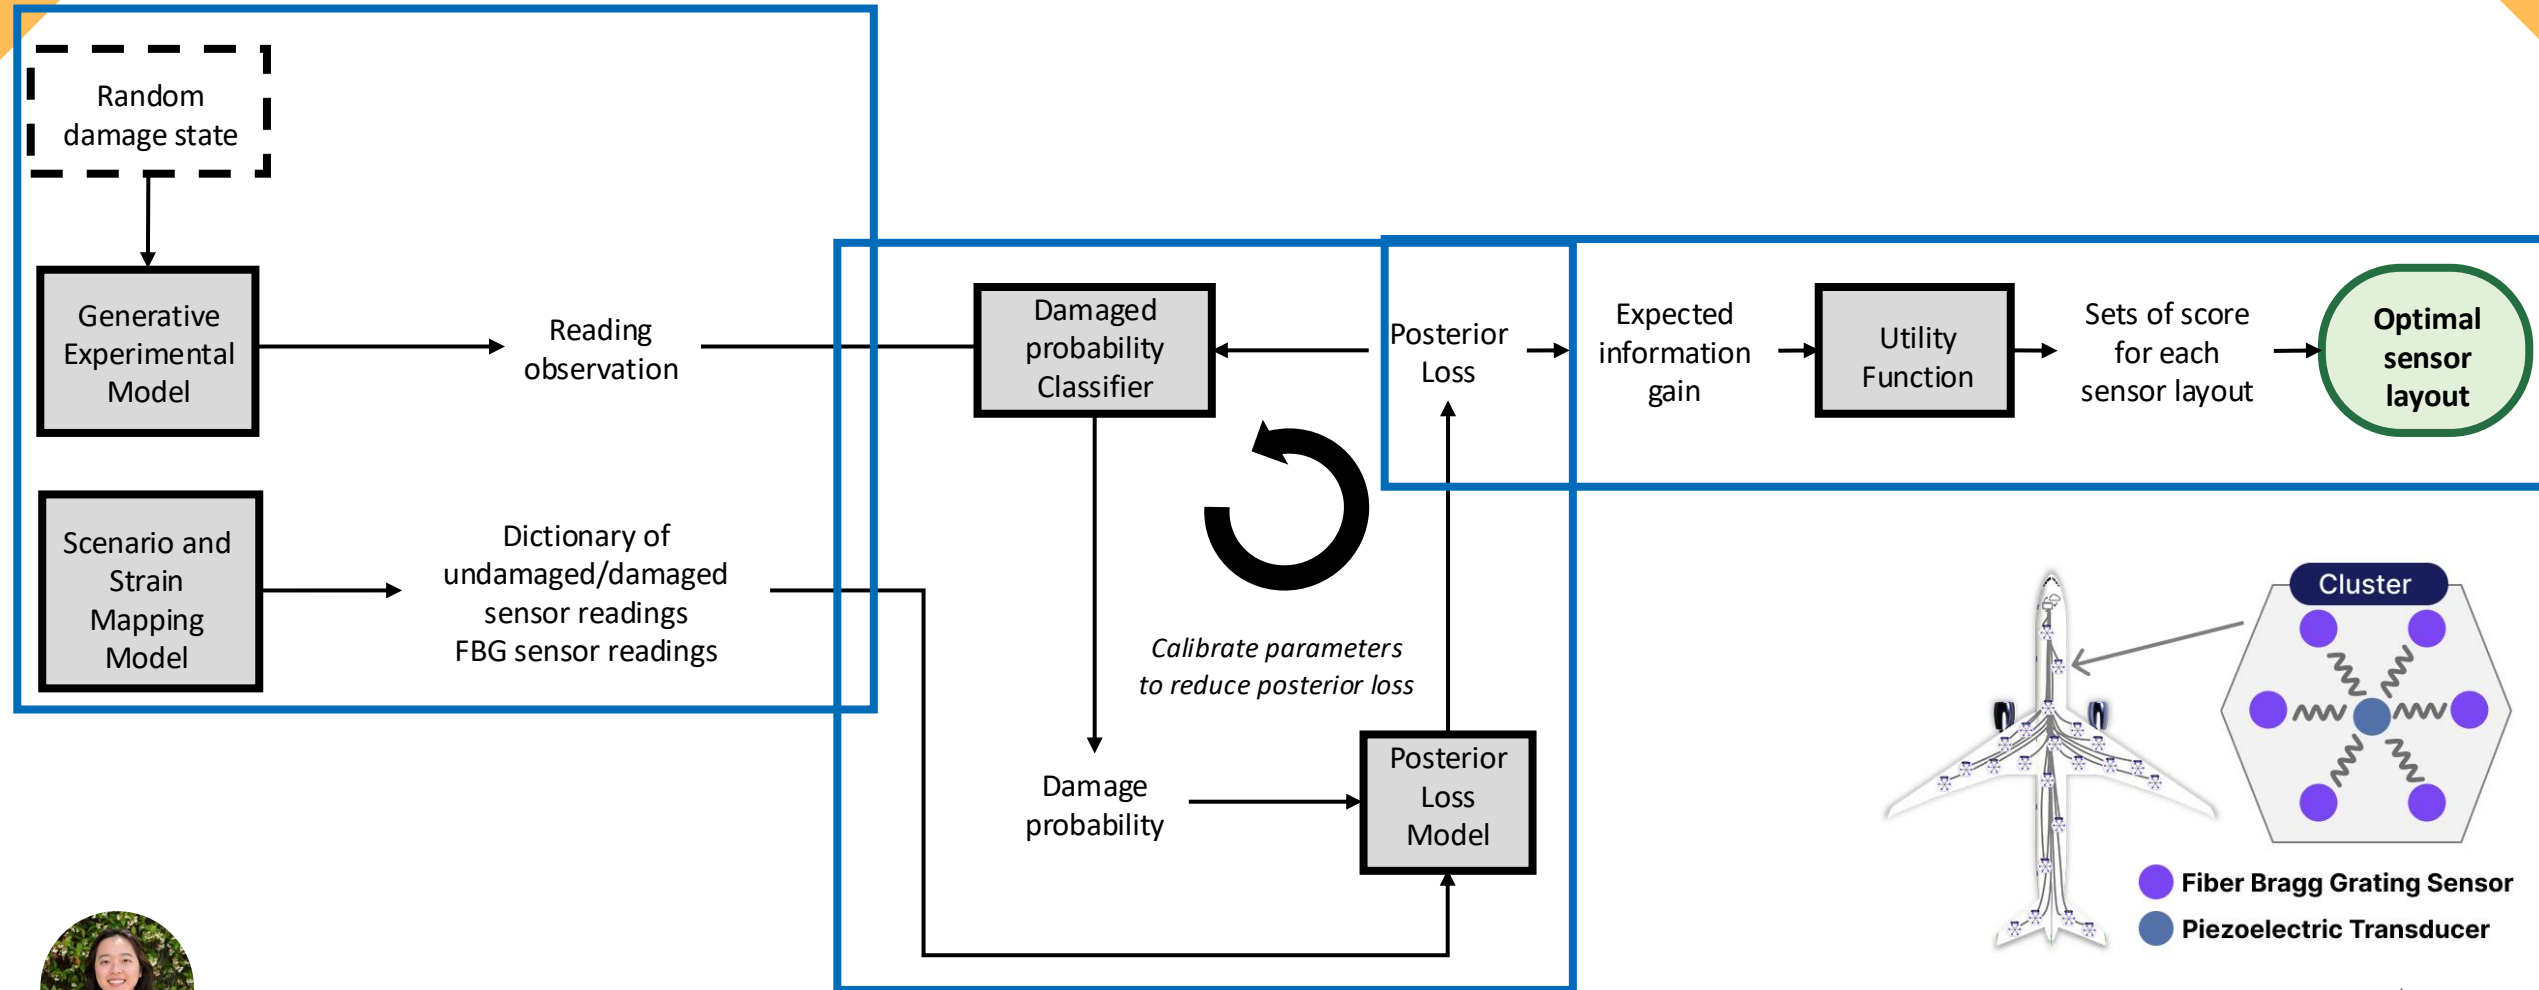 Random
damage state
Generative
Experimental
Model
Reading
observation
Scenario and
Strain
Mapping
Model
Dictionary of
undamaged/damaged
sensor readings
FBG sensor readings
Damaged
probability
Classifier
Posterior
Loss
Calibrate parameters
to reduce posterior loss
Damage
probability
Posterior
Loss
Model
Expected
information
gain
Utility
Function
Sets of score
for each
sensor layout
Optimal
sensor
layout
Cluster
Fiber Bragg Grating Sensor
Piezoelectric Transducer